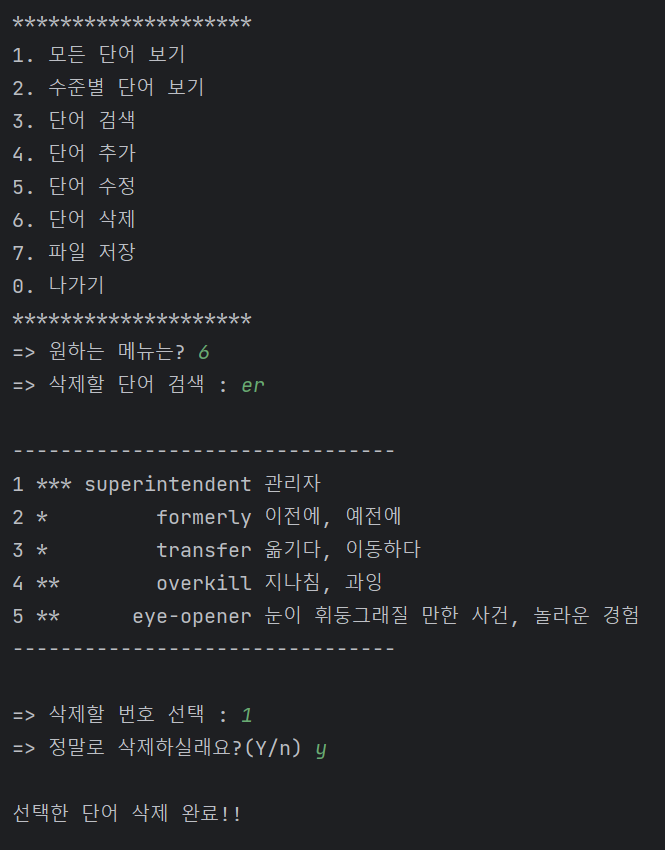 ********************
1. 모든 단어 보기
2. 수준별 단어 보기
3. 단어 검색
4. 단어 추가
5. 단어 수정
6. 단어 삭제
7. 파일 저장
0. 나가기
********************
=> 원하는 메뉴는? 6
=> 삭제할 단어 검색 : er
--------------------------------
1 *** superintendent 관리자
2 *         formerly 이전에, 예전에
3 *         transfer 옮기다, 이동하다
4 **        overkill 지나침, 과잉
5 **      eye-opener 눈이 휘둥그래질 만한 사건, 놀라운 경험
--------------------------------
=> 삭제할 번호 선택 : 1
=> 정말로 삭제하실래요?(Y/n) y
선택한 단어 삭제 완료!!